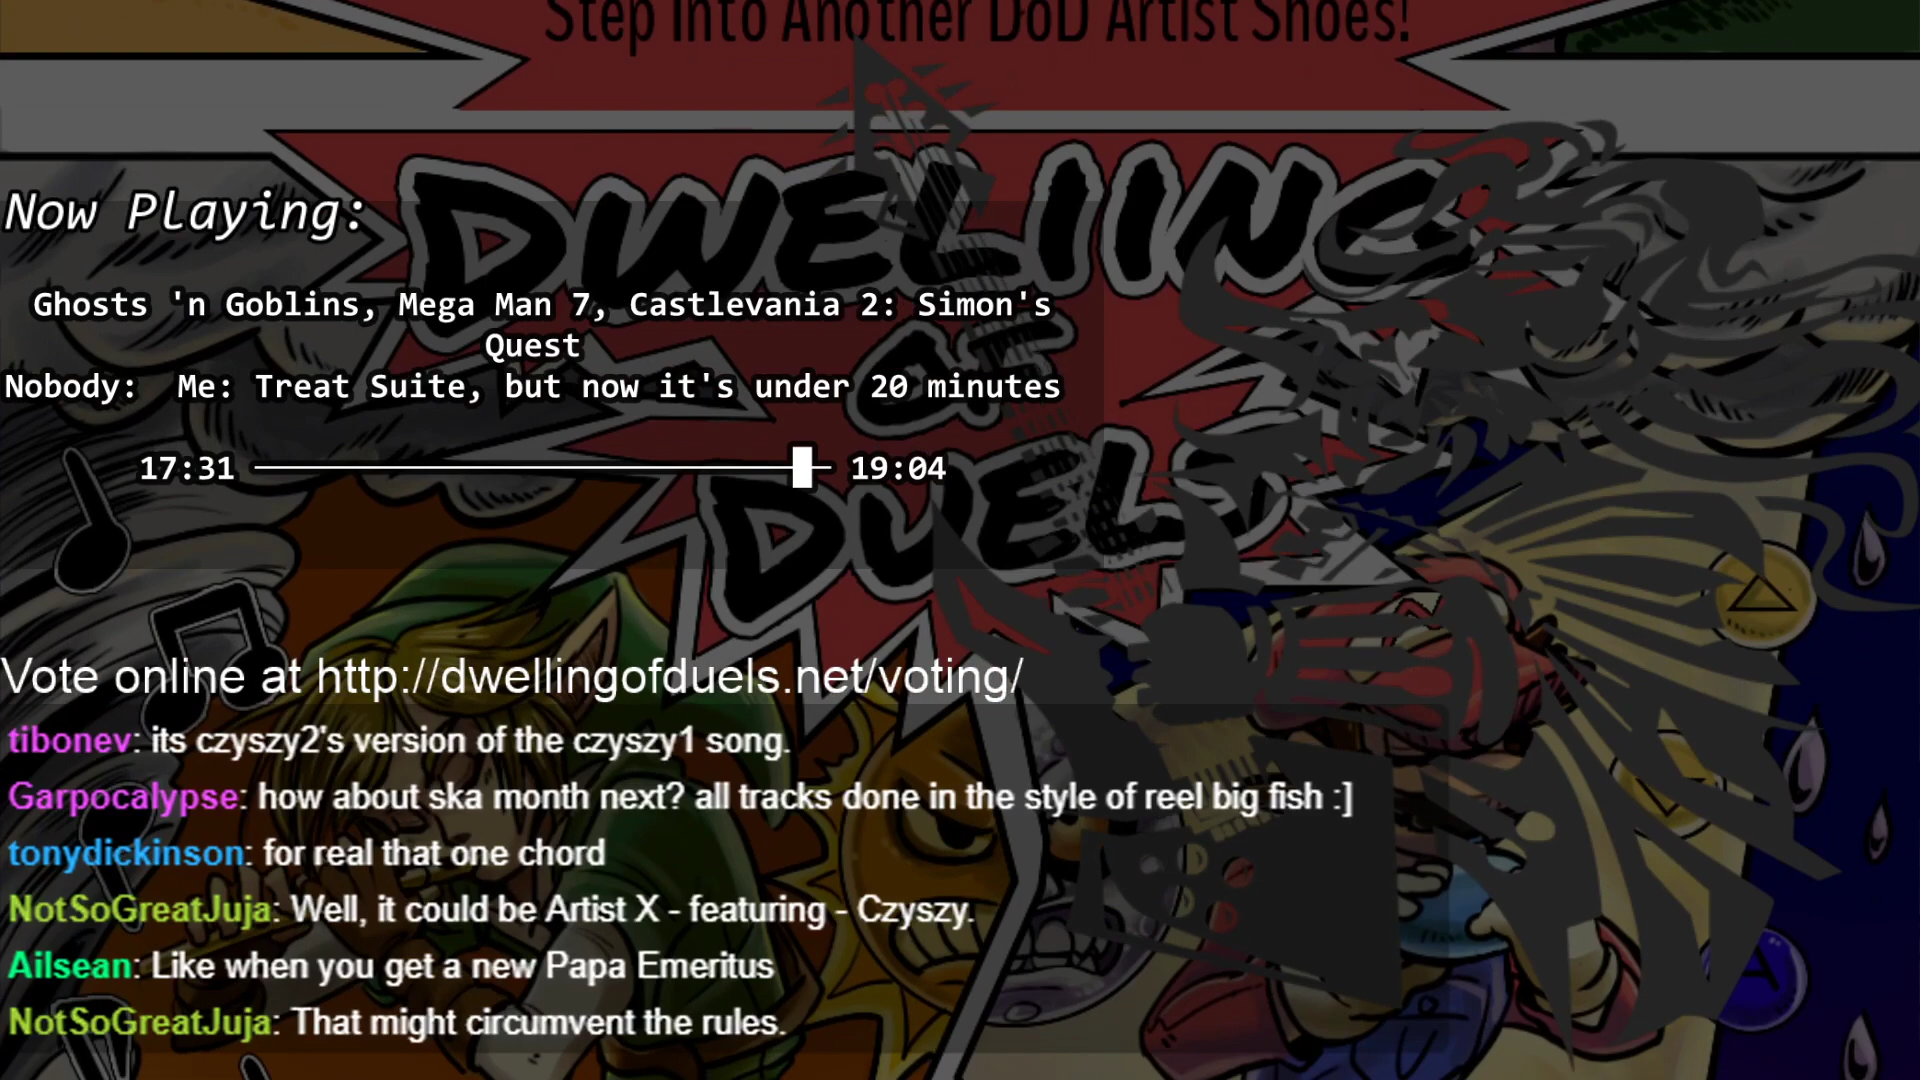 Step Into Another DoD Artist Shoes!
DWELLING
OF
DUELS
Now Playing:
Ghosts 'n Goblins, Mega Man 7, Castlevania 2: Simon's
Quest
Nobody:  Me: Treat Suite, but now it's under 20 minutes
17:31 19:04
Vote online at http://dwellingofduels.net/voting/
tibonev: its czyszy2's version of the czyszy1 song.
Garpocalypse: how about ska month next? all tracks done in the style of reel big fish :]
tonydickinson: for real that one chord
NotSoGreatJuja: Well, it could be Artist X - featuring - Czyszy.
Ailsean: Like when you get a new Papa Emeritus
NotSoGreatJuja: That might circumvent the rules.
A